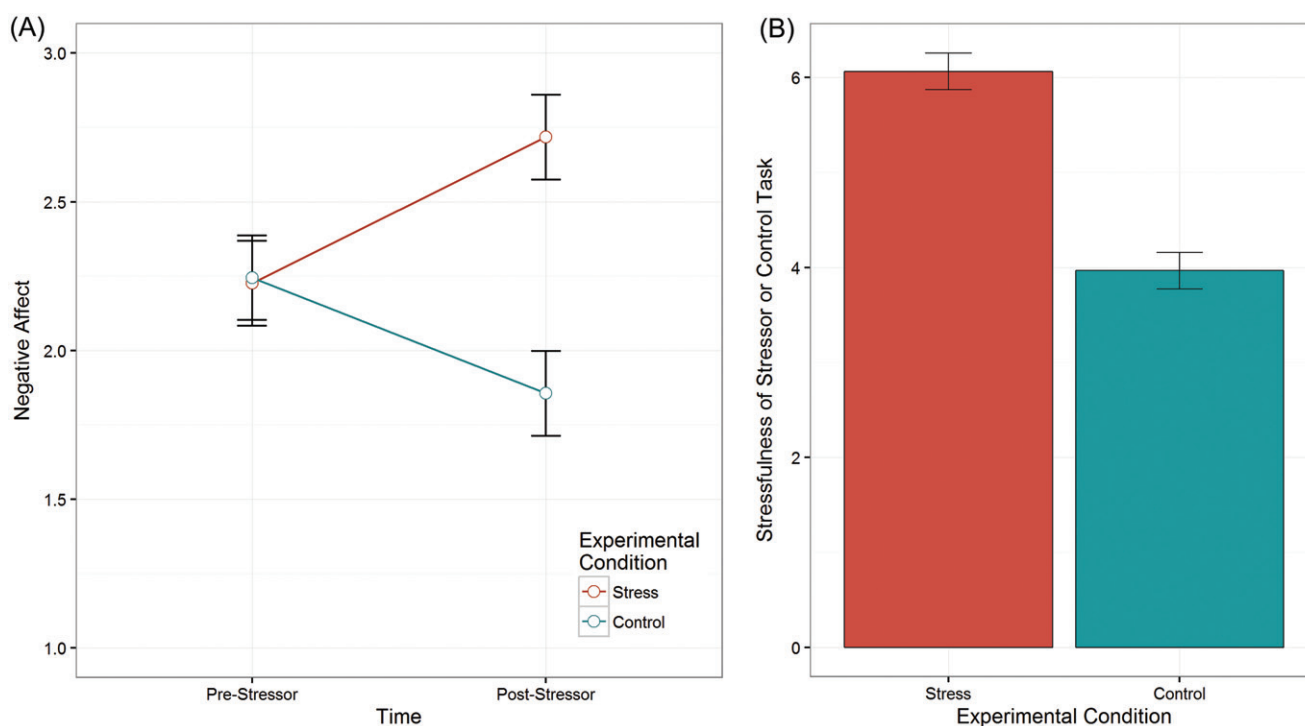 (A)
3.0
2.5
2.0
1.5
1.0
Negative Affect
Pre-Stressor
Post-Stressor
Time
Experimental
Condition
Stress
Control
(B)
6
4
2
0
Stressfulness of Stressor or Control Task
Stress
Control
Experimental Condition